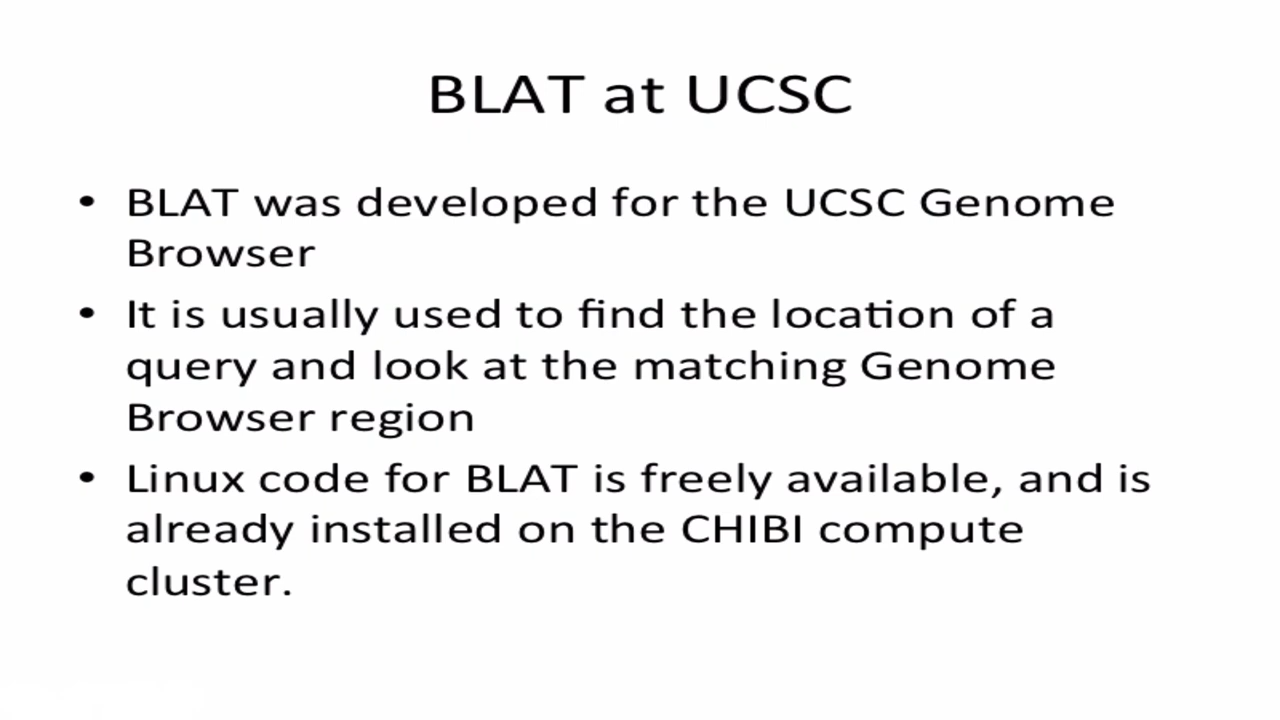 BLAT at UCSC
• BLAT was developed for the UCSC Genome
Browser
• It is usually used to find the location of a
query and look at the matching Genome
Browser region
• Linux code for BLAT is freely available, and is
already installed on the CHIBI compute
cluster.